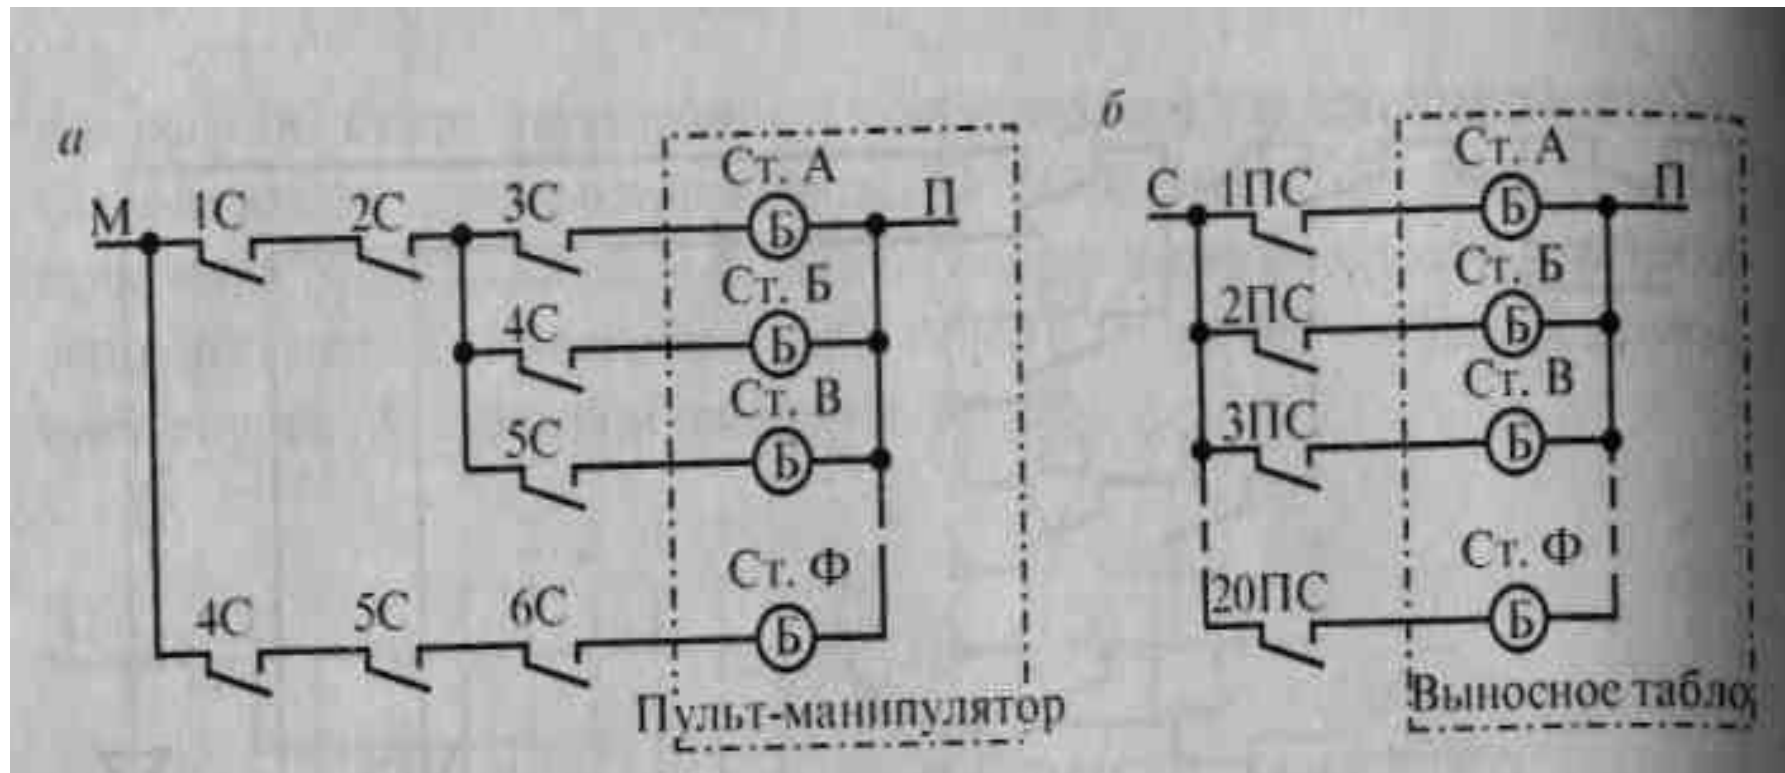 а
М
1С
2С
3С
Ст. А
Б
П
4С
Ст. Б
Б
5С
Ст. В
Б
4С
5С
6С
Ст. Ф
Б
Пульт-манипулятор
б
С
1ПС
Ст. А
Б
П
2ПС
Ст. Б
Б
3ПС
Ст. В
Б
20ПС
Ст. Ф
Б
Выносное табло